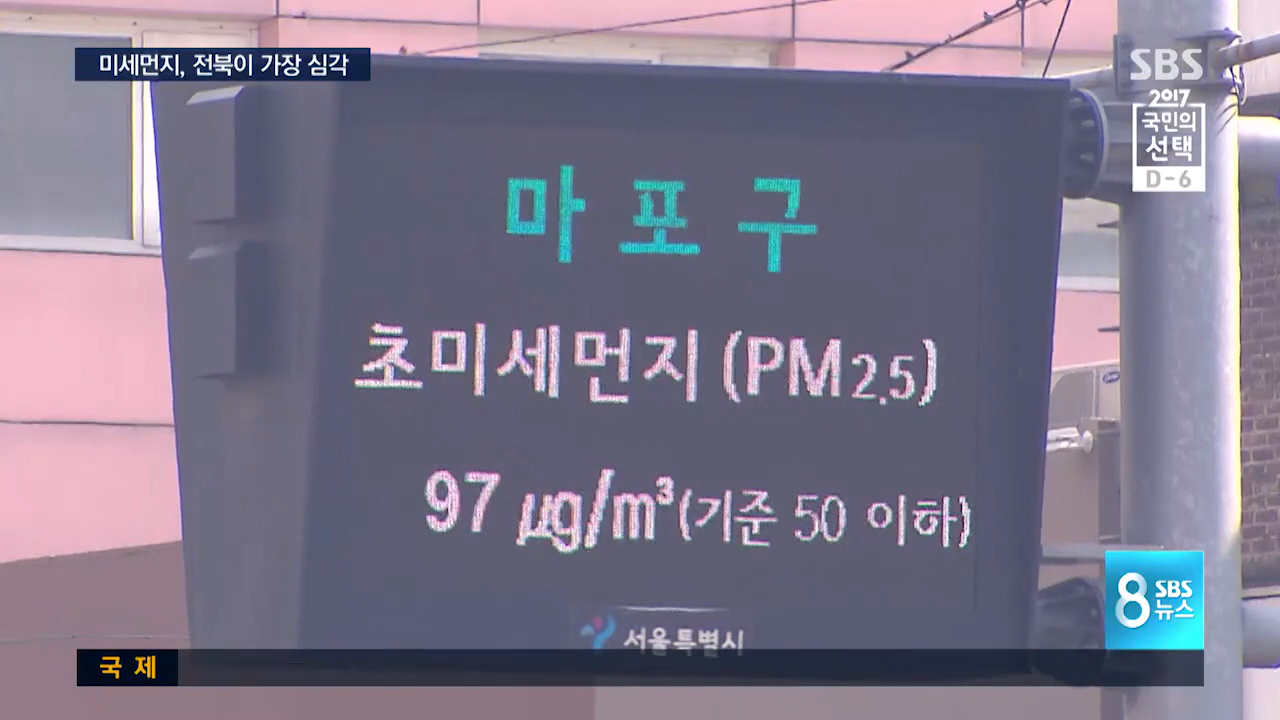 미세먼지, 전북이 가장 심각
SBS
2017
국민의
선택
D-6
마포구
초미세먼지 (PM2.5)
97 µg/m³(기준 50 이하)
서울특별시
8 SBS
뉴스
국제